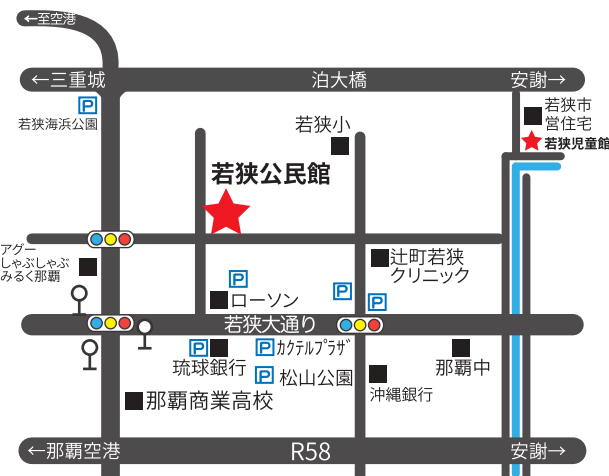 ←至空港
←三重城
泊大橋
安謝→
P
若狭海浜公園
若狭小
若狭市
営住宅
若狭児童館
若狭公民館
アグー
しゃぶしゃぶ
みるく那覇
辻町若狭
クリニック
P
P
P
ローソン
若狭大通り
P
琉球銀行
P
ｶｸﾃﾙﾌﾟﾗｻﾞ
P
松山公園
那覇中
沖縄銀行
那覇商業高校
←那覇空港
R58
安謝→